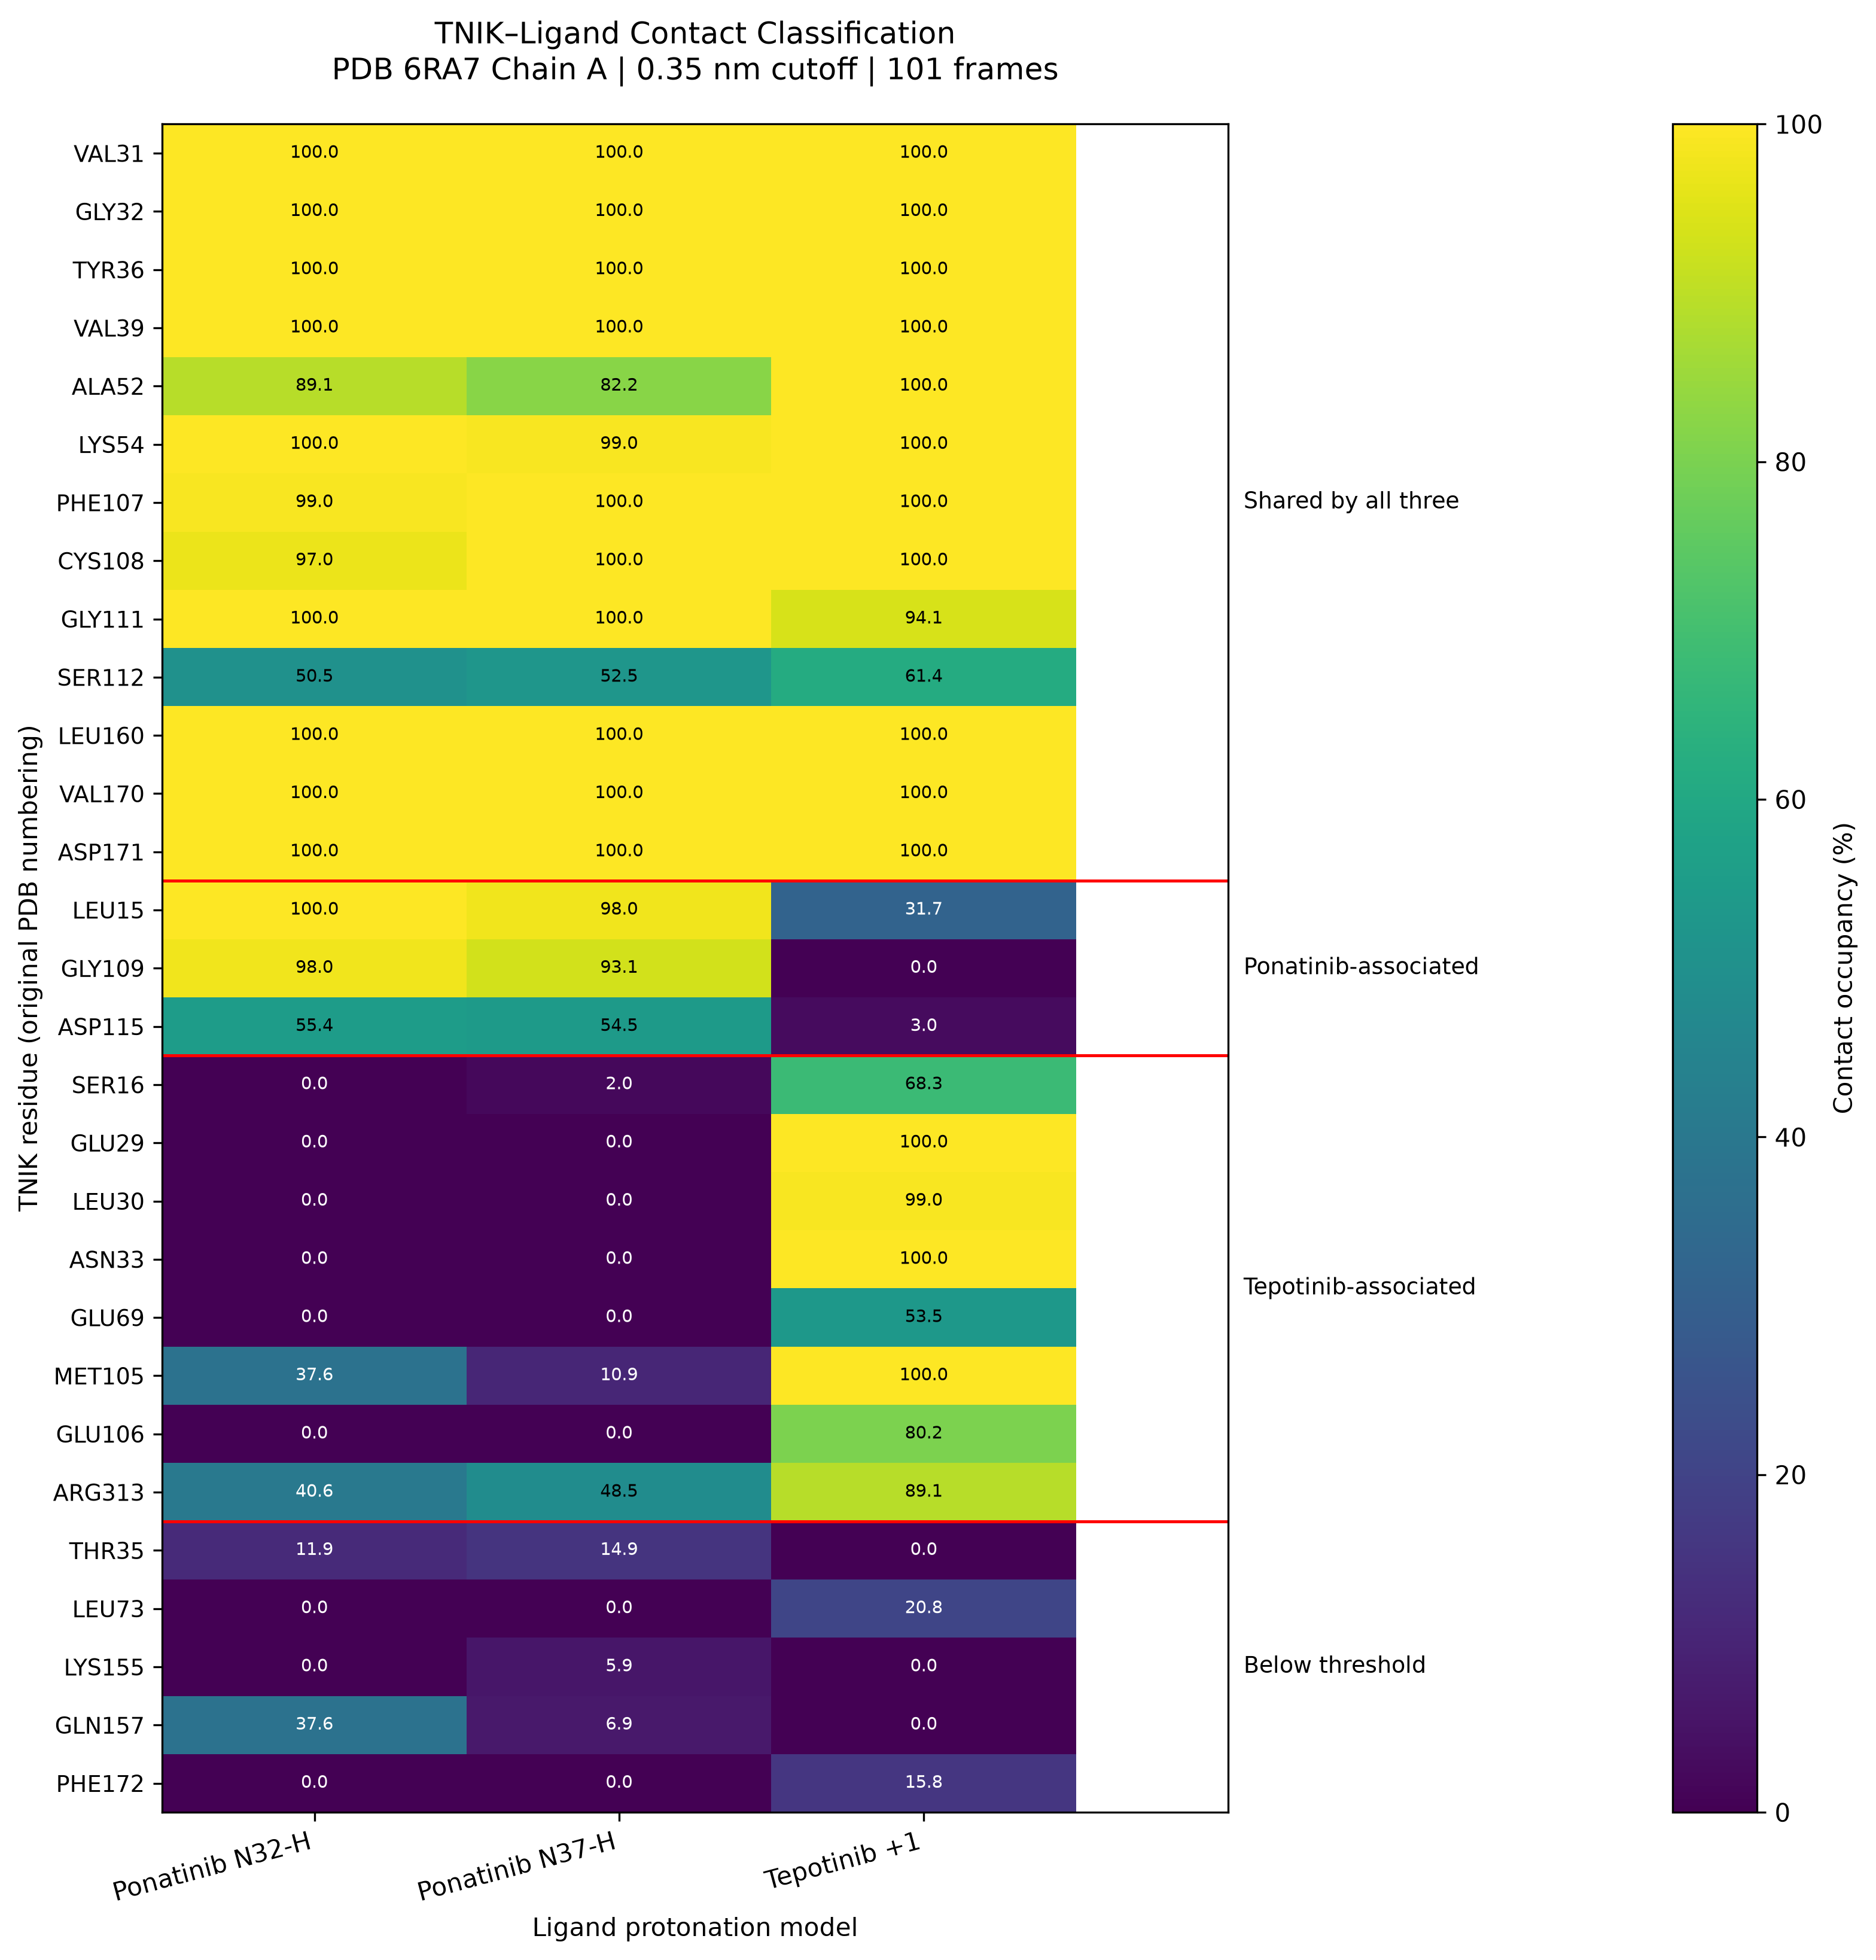 TNIK–Ligand Contact Classification
PDB 6RA7 Chain A | 0.35 nm cutoff | 101 frames
TNIK residue (original PDB numbering)
VAL31 100.0 100.0 100.0
GLY32 100.0 100.0 100.0
TYR36 100.0 100.0 100.0
VAL39 100.0 100.0 100.0
ALA52 89.1 82.2 100.0
LYS54 100.0 99.0 100.0
PHE107 99.0 100.0 100.0
CYS108 97.0 100.0 100.0
GLY111 100.0 100.0 94.1
SER112 50.5 52.5 61.4
LEU160 100.0 100.0 100.0
VAL170 100.0 100.0 100.0
ASP171 100.0 100.0 100.0
Shared by all three
LEU15 100.0 98.0 31.7
GLY109 98.0 93.1 0.0
ASP115 55.4 54.5 3.0
Ponatinib-associated
SER16 0.0 2.0 68.3
GLU29 0.0 0.0 100.0
LEU30 0.0 0.0 99.0
ASN33 0.0 0.0 100.0
GLU69 0.0 0.0 53.5
MET105 37.6 10.9 100.0
GLU106 0.0 0.0 80.2
ARG313 40.6 48.5 89.1
Tepotinib-associated
THR35 11.9 14.9 0.0
LEU73 0.0 0.0 20.8
LYS155 0.0 5.9 0.0
GLN157 37.6 6.9 0.0
PHE172 0.0 0.0 15.8
Below threshold
Ponatinib N32-H
Ponatinib N37-H
Tepotinib +1
Ligand protonation model
100
80
60
40
20
0
Contact occupancy (%)